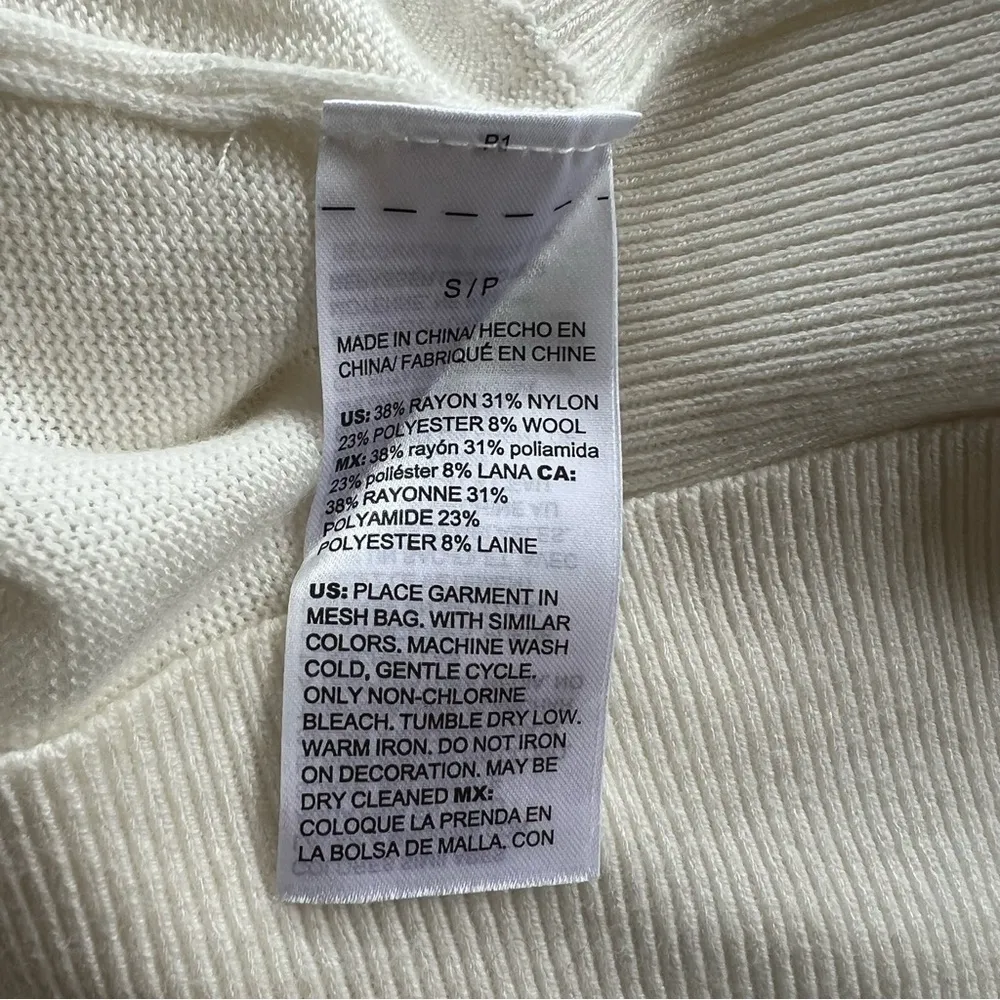 P1
S/P
MADE IN CHINA/ HECHO EN
CHINA/ FABRIQUÉ EN CHINE
US: 38% RAYON 31% NYLON
23% POLYESTER 8% WOOL
MX: 38% rayón 31% poliamida
23% poliéster 8% LANA CA:
38% RAYONNE 31%
POLYAMIDE 23%
POLYESTER 8% LAINE
US: PLACE GARMENT IN
MESH BAG. WITH SIMILAR
COLORS. MACHINE WASH
COLD, GENTLE CYCLE.
ONLY NON-CHLORINE
BLEACH. TUMBLE DRY LOW.
WARM IRON. DO NOT IRON
ON DECORATION. MAY BE
DRY CLEANED MX:
COLOQUE LA PRENDA EN
LA BOLSA DE MALLA. CON